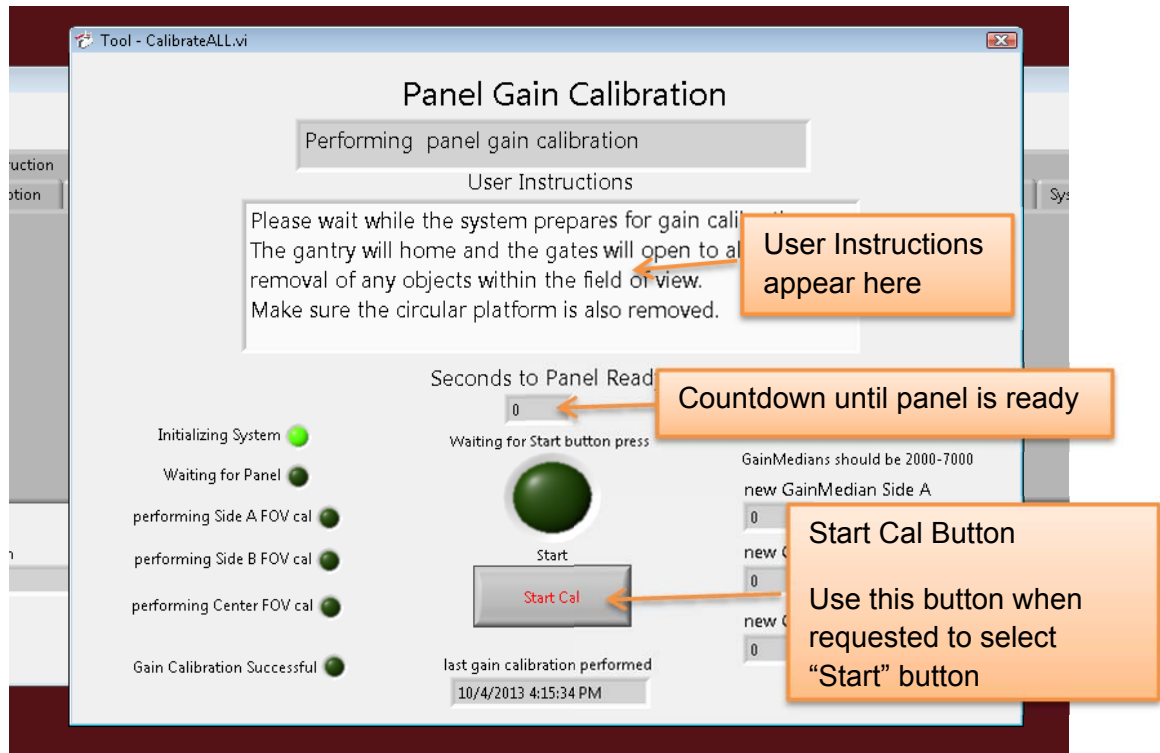 Tool - CalibrateALL.vi
Panel Gain Calibration
Performing panel gain calibration
User Instructions
Please wait while the system prepares for gain
The gantry will home and the gates will open to
removal of any objects within the field of view.
Make sure the circular platform is also removed.
User Instructions
appear here
Seconds to Panel Ready
0
Countdown until panel is ready
Initializing System
Waiting for Panel
performing Side A FOV cal
performing Side B FOV cal
performing Center FOV cal
Gain Calibration Successful
Waiting for Start button press
Start
Start Cal
last gain calibration performed
10/4/2013 4:15:34 PM
GainMedians should be 2000-7000
new GainMedian Side A
0
new
0
new
0
Start Cal Button
Use this button when
requested to select
“Start” button